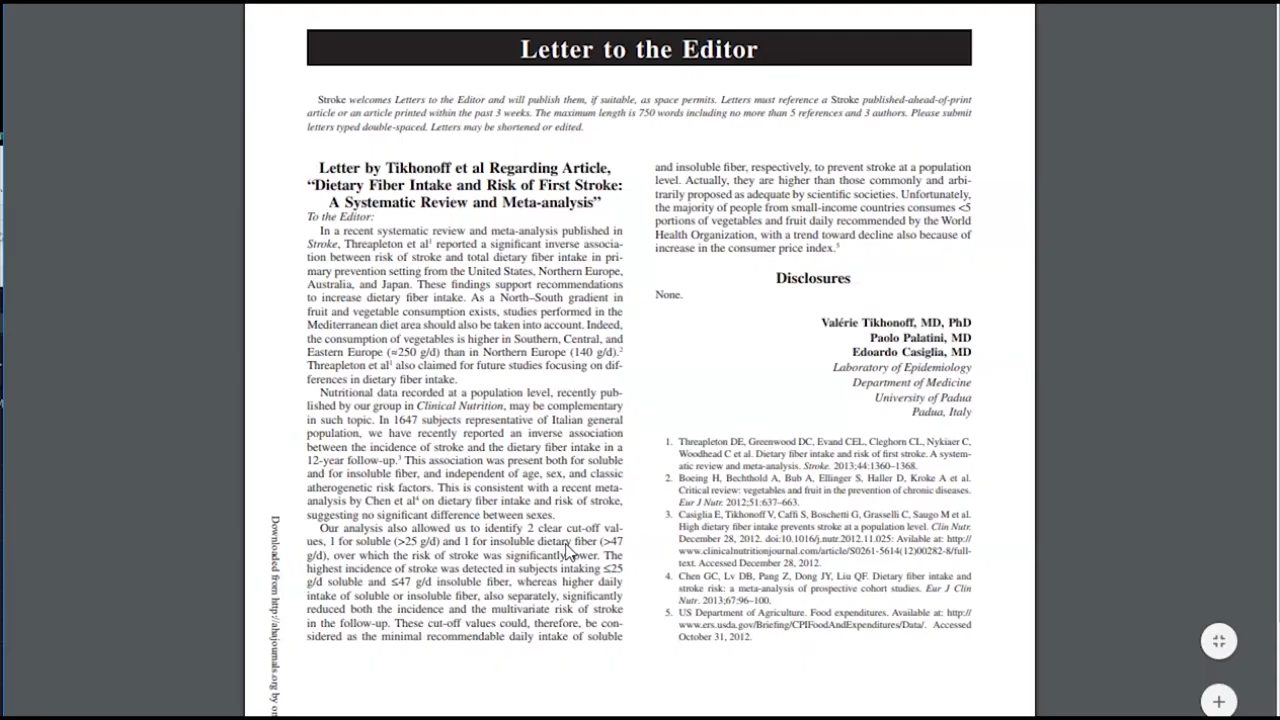 Letter to the Editor
Stroke welcomes Letters to the Editor and will publish them, if suitable, as space permits. Letters must reference a Stroke published-ahead-of-print
article or an article printed within the past 3 weeks. The maximum length is 750 words including no more than 5 references and 3 authors. Please submit
letters typed double-spaced. Letters may be shortened or edited.
Letter by Tikhonoff et al Regarding Article,
“Dietary Fiber Intake and Risk of First Stroke:
A Systematic Review and Meta-analysis”
To the Editor:
In a recent systematic review and meta-analysis published in
Stroke, Threapleton et al1 reported a significant inverse associa-
tion between risk of stroke and total dietary fiber intake in pri-
mary prevention setting from the United States, Northern Europe,
Australia, and Japan. These findings support recommendations
to increase dietary fiber intake. As a North–South gradient in
fruit and vegetable consumption exists, studies performed in the
Mediterranean diet area should also be taken into account. Indeed,
the consumption of vegetables is higher in Southern, Central, and
Eastern Europe (≈250 g/d) than in Northern Europe (140 g/d).2
Threapleton et al1 also claimed for future studies focusing on dif-
ferences in dietary fiber intake.
Nutritional data recorded at a population level, recently pub-
lished by our group in Clinical Nutrition, may be complementary
in such topic. In 1647 subjects representative of Italian general
population, we have recently reported an inverse association
between the incidence of stroke and the dietary fiber intake in a
12-year follow-up.3 This association was present both for soluble
and for insoluble fiber, and independent of age, sex, and classic
atherogenetic risk factors. This is consistent with a recent meta-
analysis by Chen et al4 on dietary fiber intake and risk of stroke,
suggesting no significant difference between sexes.
Our analysis also allowed us to identify 2 clear cut-off val-
ues, 1 for soluble (>25 g/d) and 1 for insoluble dietary fiber (>47
g/d), over which the risk of stroke was significantly lower. The
highest incidence of stroke was detected in subjects intaking ≤25
g/d soluble and ≤47 g/d insoluble fiber, whereas higher daily
intake of soluble or insoluble fiber, also separately, significantly
reduced both the incidence and the multivariate risk of stroke
in the follow-up. These cut-off values could, therefore, be con-
sidered as the minimal recommendable daily intake of soluble
and insoluble fiber, respectively, to prevent stroke at a population
level. Actually, they are higher than those commonly and arbi-
trarily proposed as adequate by scientific societies. Unfortunately,
the majority of people from small-income countries consumes <5
portions of vegetables and fruit daily recommended by the World
Health Organization, with a trend toward decline also because of
increase in the consumer price index.5
Disclosures
None.
Valérie Tikhonoff, MD, PhD
Paolo Palatini, MD
Edoardo Casiglia, MD
Laboratory of Epidemiology
Department of Medicine
University of Padua
Padua, Italy
1. Threapleton DE, Greenwood DC, Evand CEL, Cleghorn CL, Nykiaer C,
Woodhead C et al. Dietary fiber intake and risk of first stroke. A system-
atic review and meta-analysis. Stroke. 2013;44:1360–1368.
2. Boeing H, Bechthold A, Bub A, Ellinger S, Haller D, Kroke A et al.
Critical review: vegetables and fruit in the prevention of chronic diseases.
Eur J Nutr. 2012;51:637–663.
3. Casiglia E, Tikhonoff V, Caffi S, Boschetti G, Grasselli C, Saugo M et al.
High dietary fiber intake prevents stroke at a population level. Clin Nutr.
December 28, 2012. doi:10.1016/j.nutr.2012.11.025: Avilable at: http://
www.clinicalnutritionjournal.com/article/S0261-5614(12)00282-8/full-
text. Accessed December 28, 2012.
4. Chen GC, Lv DB, Pang Z, Dong JY, Liu QF. Dietary fiber intake and
stroke risk: a meta-analysis of prospective cohort studies. Eur J Clin
Nutr. 2013;67:96–100.
5. US Department of Agriculture. Food expenditures. Available at: http://
www.ers.usda.gov/Briefing/CPIFoodAndExpenditures/Data/. Accessed
October 31, 2012.
Downloaded from http://ahajournals.org by on